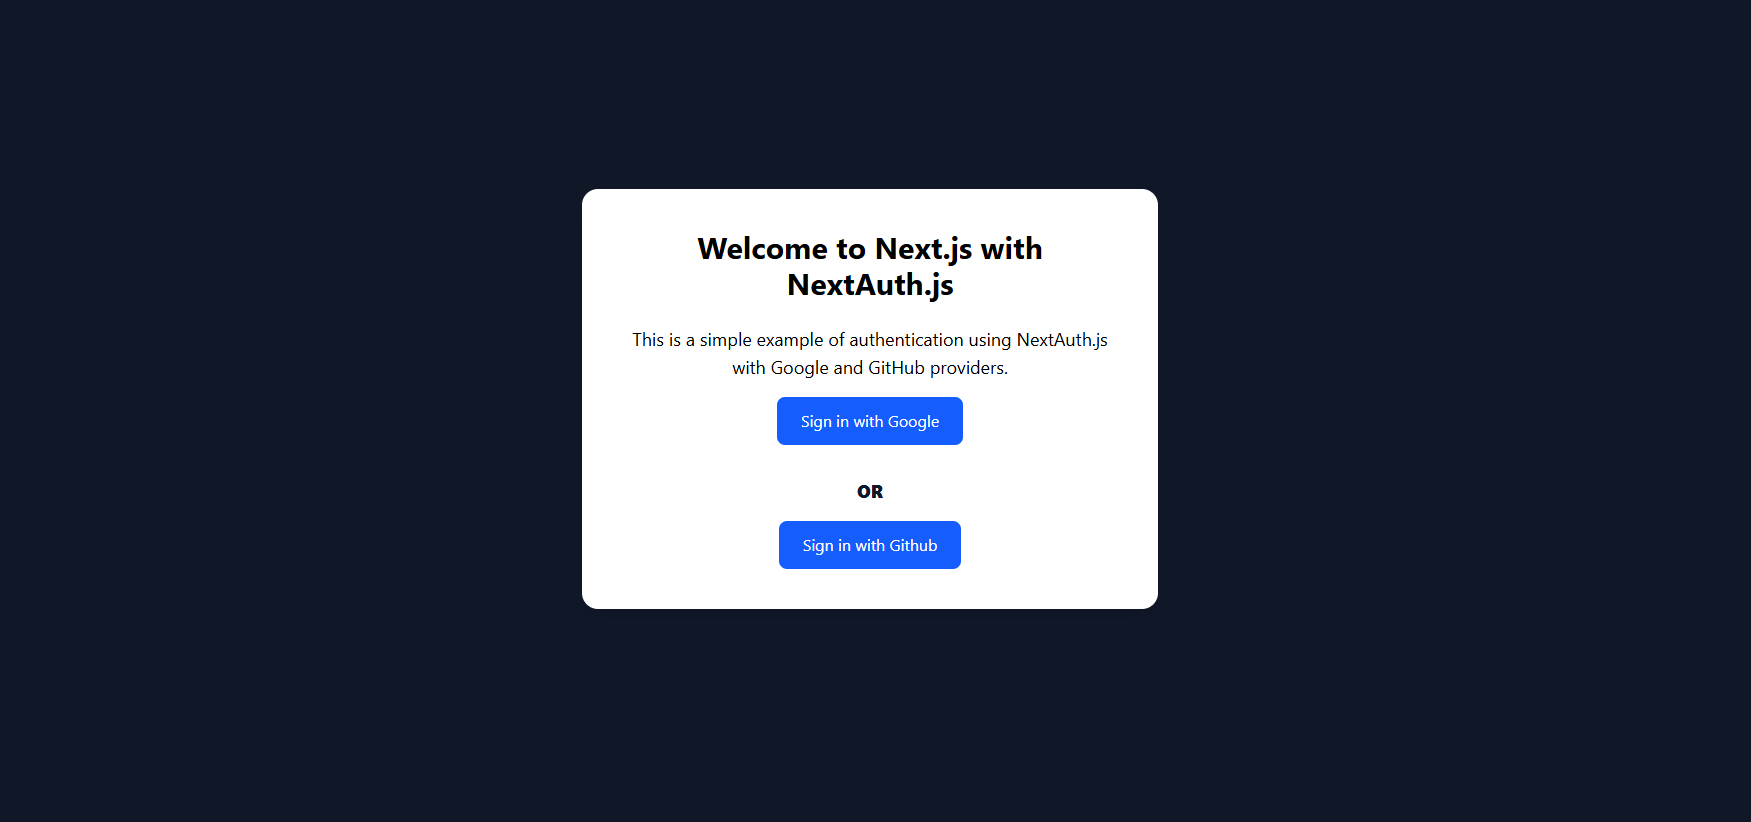 Welcome to Next.js with
NextAuth.js
This is a simple example of authentication using NextAuth.js
with Google and GitHub providers.
Sign in with Google
OR
Sign in with Github